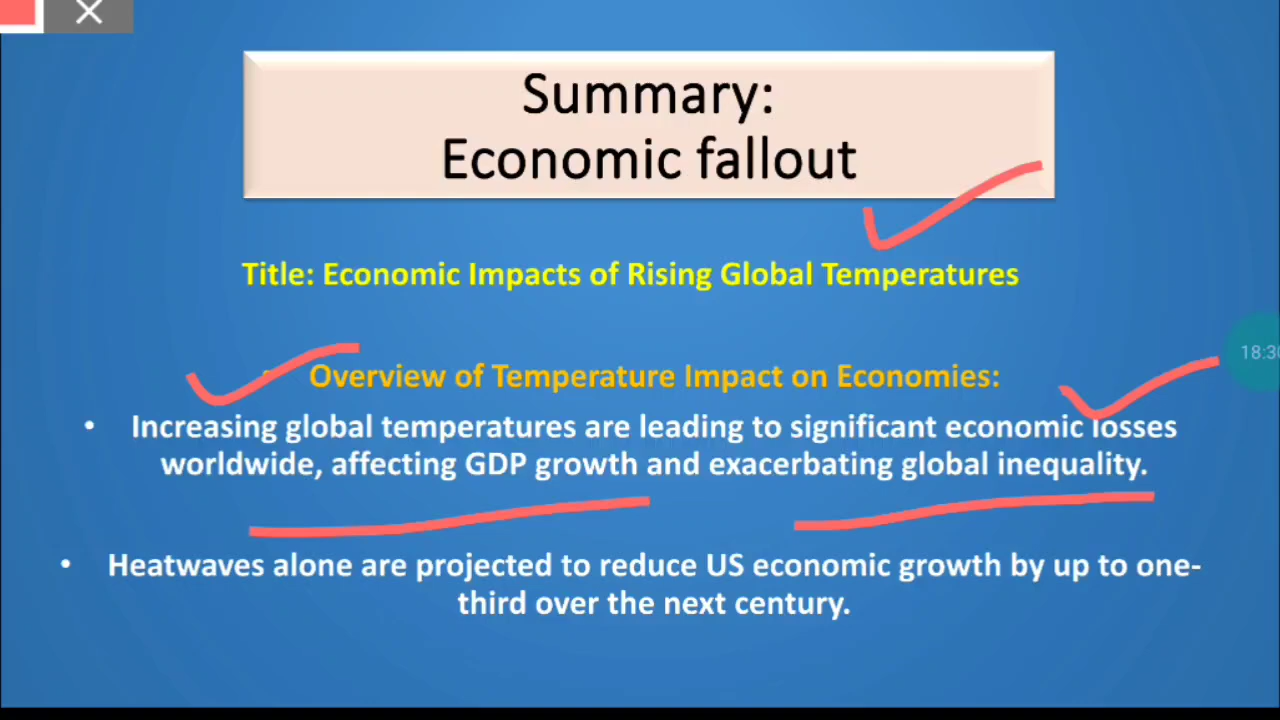 Summary:
Economic fallout
Title: Economic Impacts of Rising Global Temperatures
Overview of Temperature Impact on Economies:
• Increasing global temperatures are leading to significant economic losses
worldwide, affecting GDP growth and exacerbating global inequality.
• Heatwaves alone are projected to reduce US economic growth by up to one-
third over the next century.